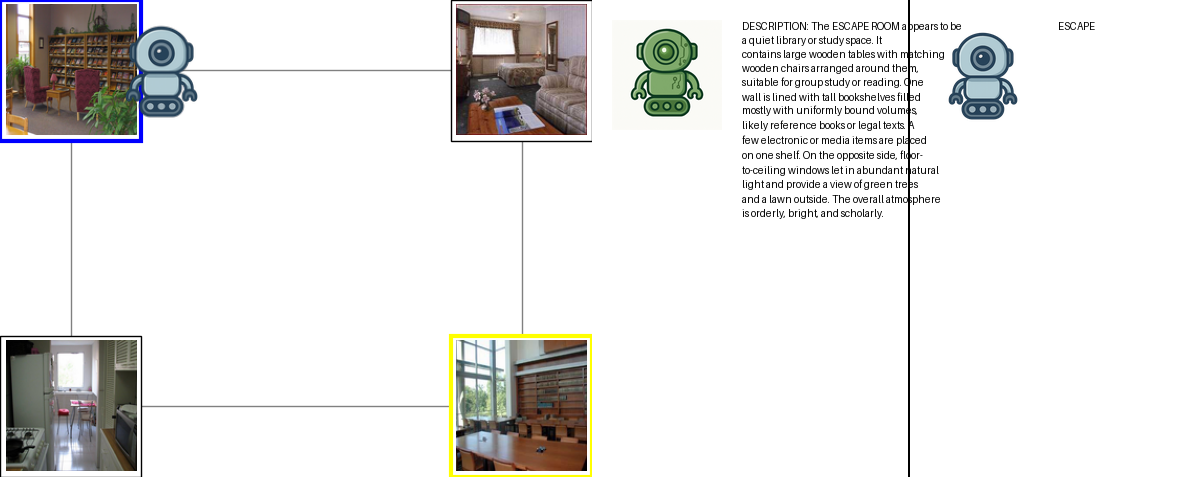 DESCRIPTION: The ESCAPE ROOM appears to be
a quiet library or study space. It
contains large wooden tables with matching
wooden chairs arranged around them,
suitable for group study or reading. One
wall is lined with tall bookshelves filled
mostly with uniformly bound volumes,
likely reference books or legal texts. A
few electronic or media items are placed
on one shelf. On the opposite side, floor-
to-ceiling windows let in abundant natural
light and provide a view of green trees
and a lawn outside. The overall atmosphere
is orderly, bright, and scholarly.
ESCAPE